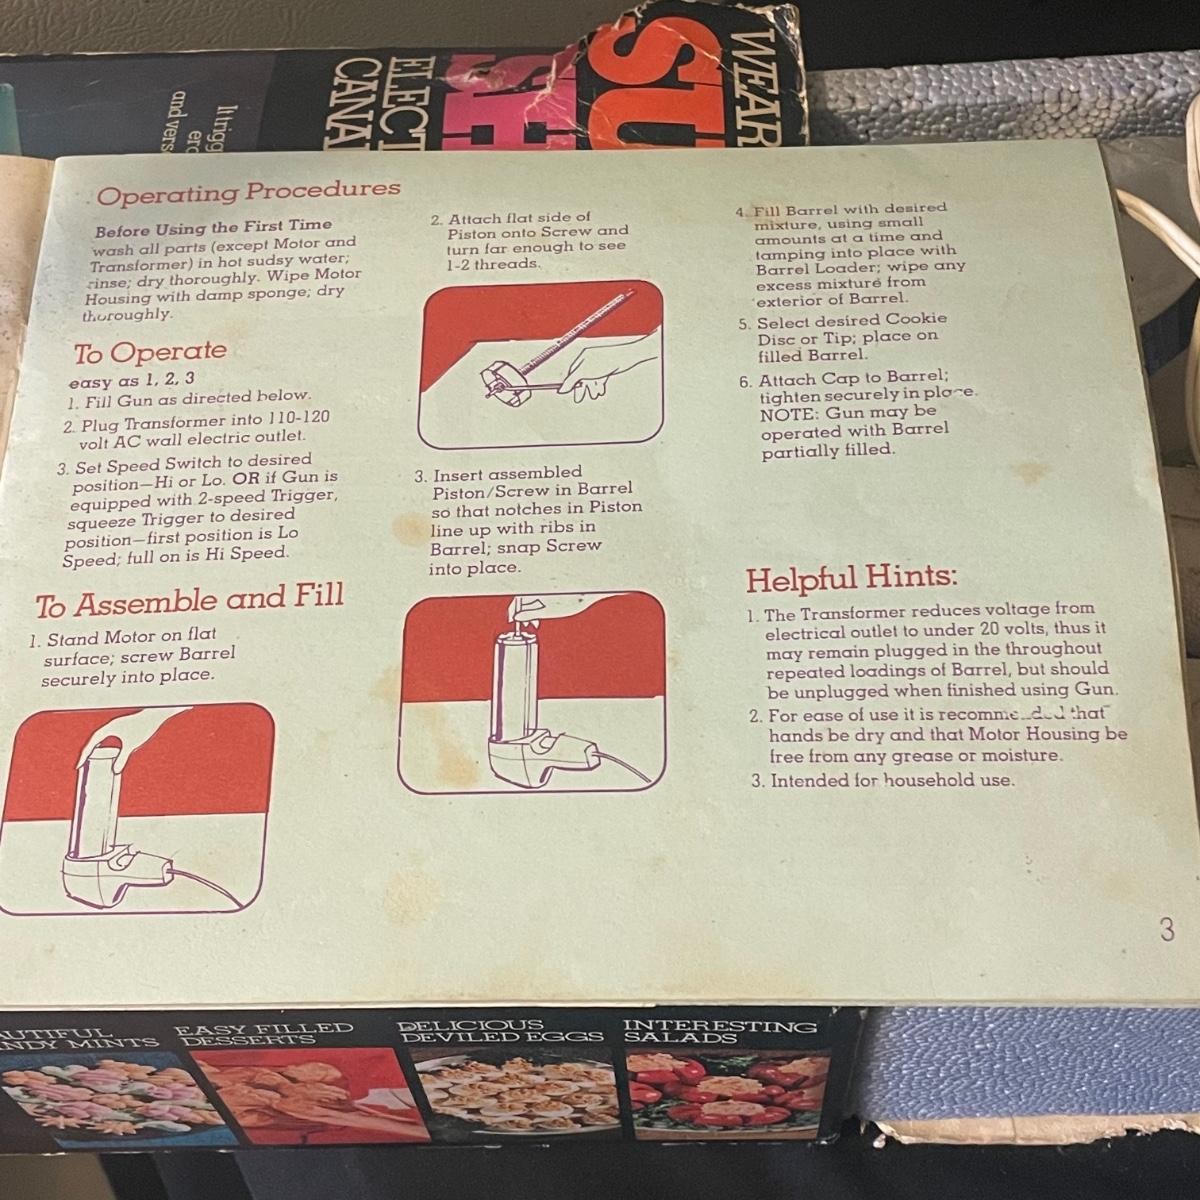 WEAR
SU
SH
ELECT
CANA
It trigg
erc
and vers
Operating Procedures
Before Using the First Time
wash all parts (except Motor and
Transformer) in hot sudsy water;
rinse; dry thoroughly. Wipe Motor
Housing with damp sponge; dry
thoroughly.
To Operate
easy as 1, 2, 3
1. Fill Gun as directed below.
2. Plug Transformer into 110-120
volt AC wall electric outlet.
3. Set Speed Switch to desired
position—Hi or Lo. OR if Gun is
equipped with 2-speed Trigger,
squeeze Trigger to desired
position—first position is Lo
Speed; full on is Hi Speed.
To Assemble and Fill
1. Stand Motor on flat
surface; screw Barrel
securely into place.
2. Attach flat side of
Piston onto Screw and
turn far enough to see
1-2 threads.
3. Insert assembled
Piston/Screw in Barrel
so that notches in Piston
line up with ribs in
Barrel; snap Screw
into place.
4. Fill Barrel with desired
mixture, using small
amounts at a time and
tamping into place with
Barrel Loader; wipe any
excess mixture from
exterior of Barrel.
5. Select desired Cookie
Disc or Tip; place on
filled Barrel.
6. Attach Cap to Barrel;
tighten securely in place.
NOTE: Gun may be
operated with Barrel
partially filled.
Helpful Hints:
1. The Transformer reduces voltage from
electrical outlet to under 20 volts, thus it
may remain plugged in the throughout
repeated loadings of Barrel, but should
be unplugged when finished using Gun.
2. For ease of use it is recommended that
hands be dry and that Motor Housing be
free from any grease or moisture.
3. Intended for household use.
3
AUTIFUL
NDY MINTS
EASY FILLED
DESSERTS
DELICIOUS
DEVILED EGGS
INTERESTING
SALADS